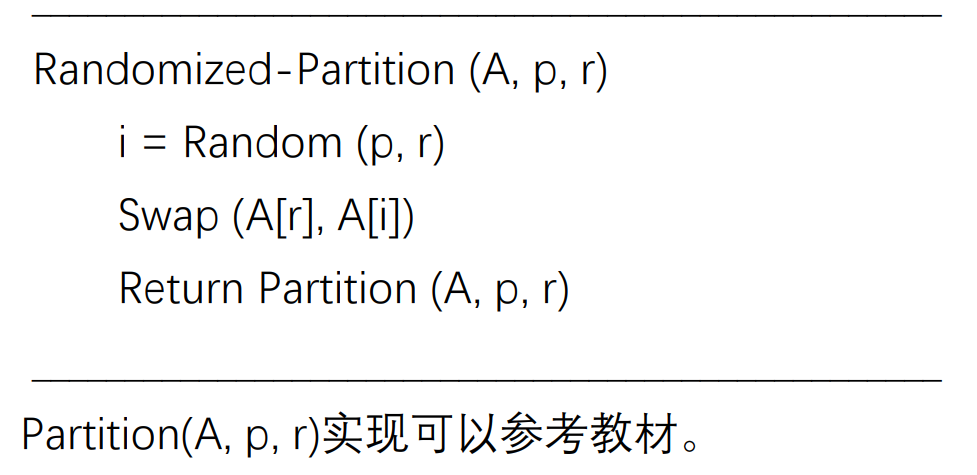 Randomized-Partition (A, p, r)
i = Random (p, r)
Swap (A[r], A[i])
Return Partition (A, p, r)
Partition(A, p, r)实现可以参考教材。